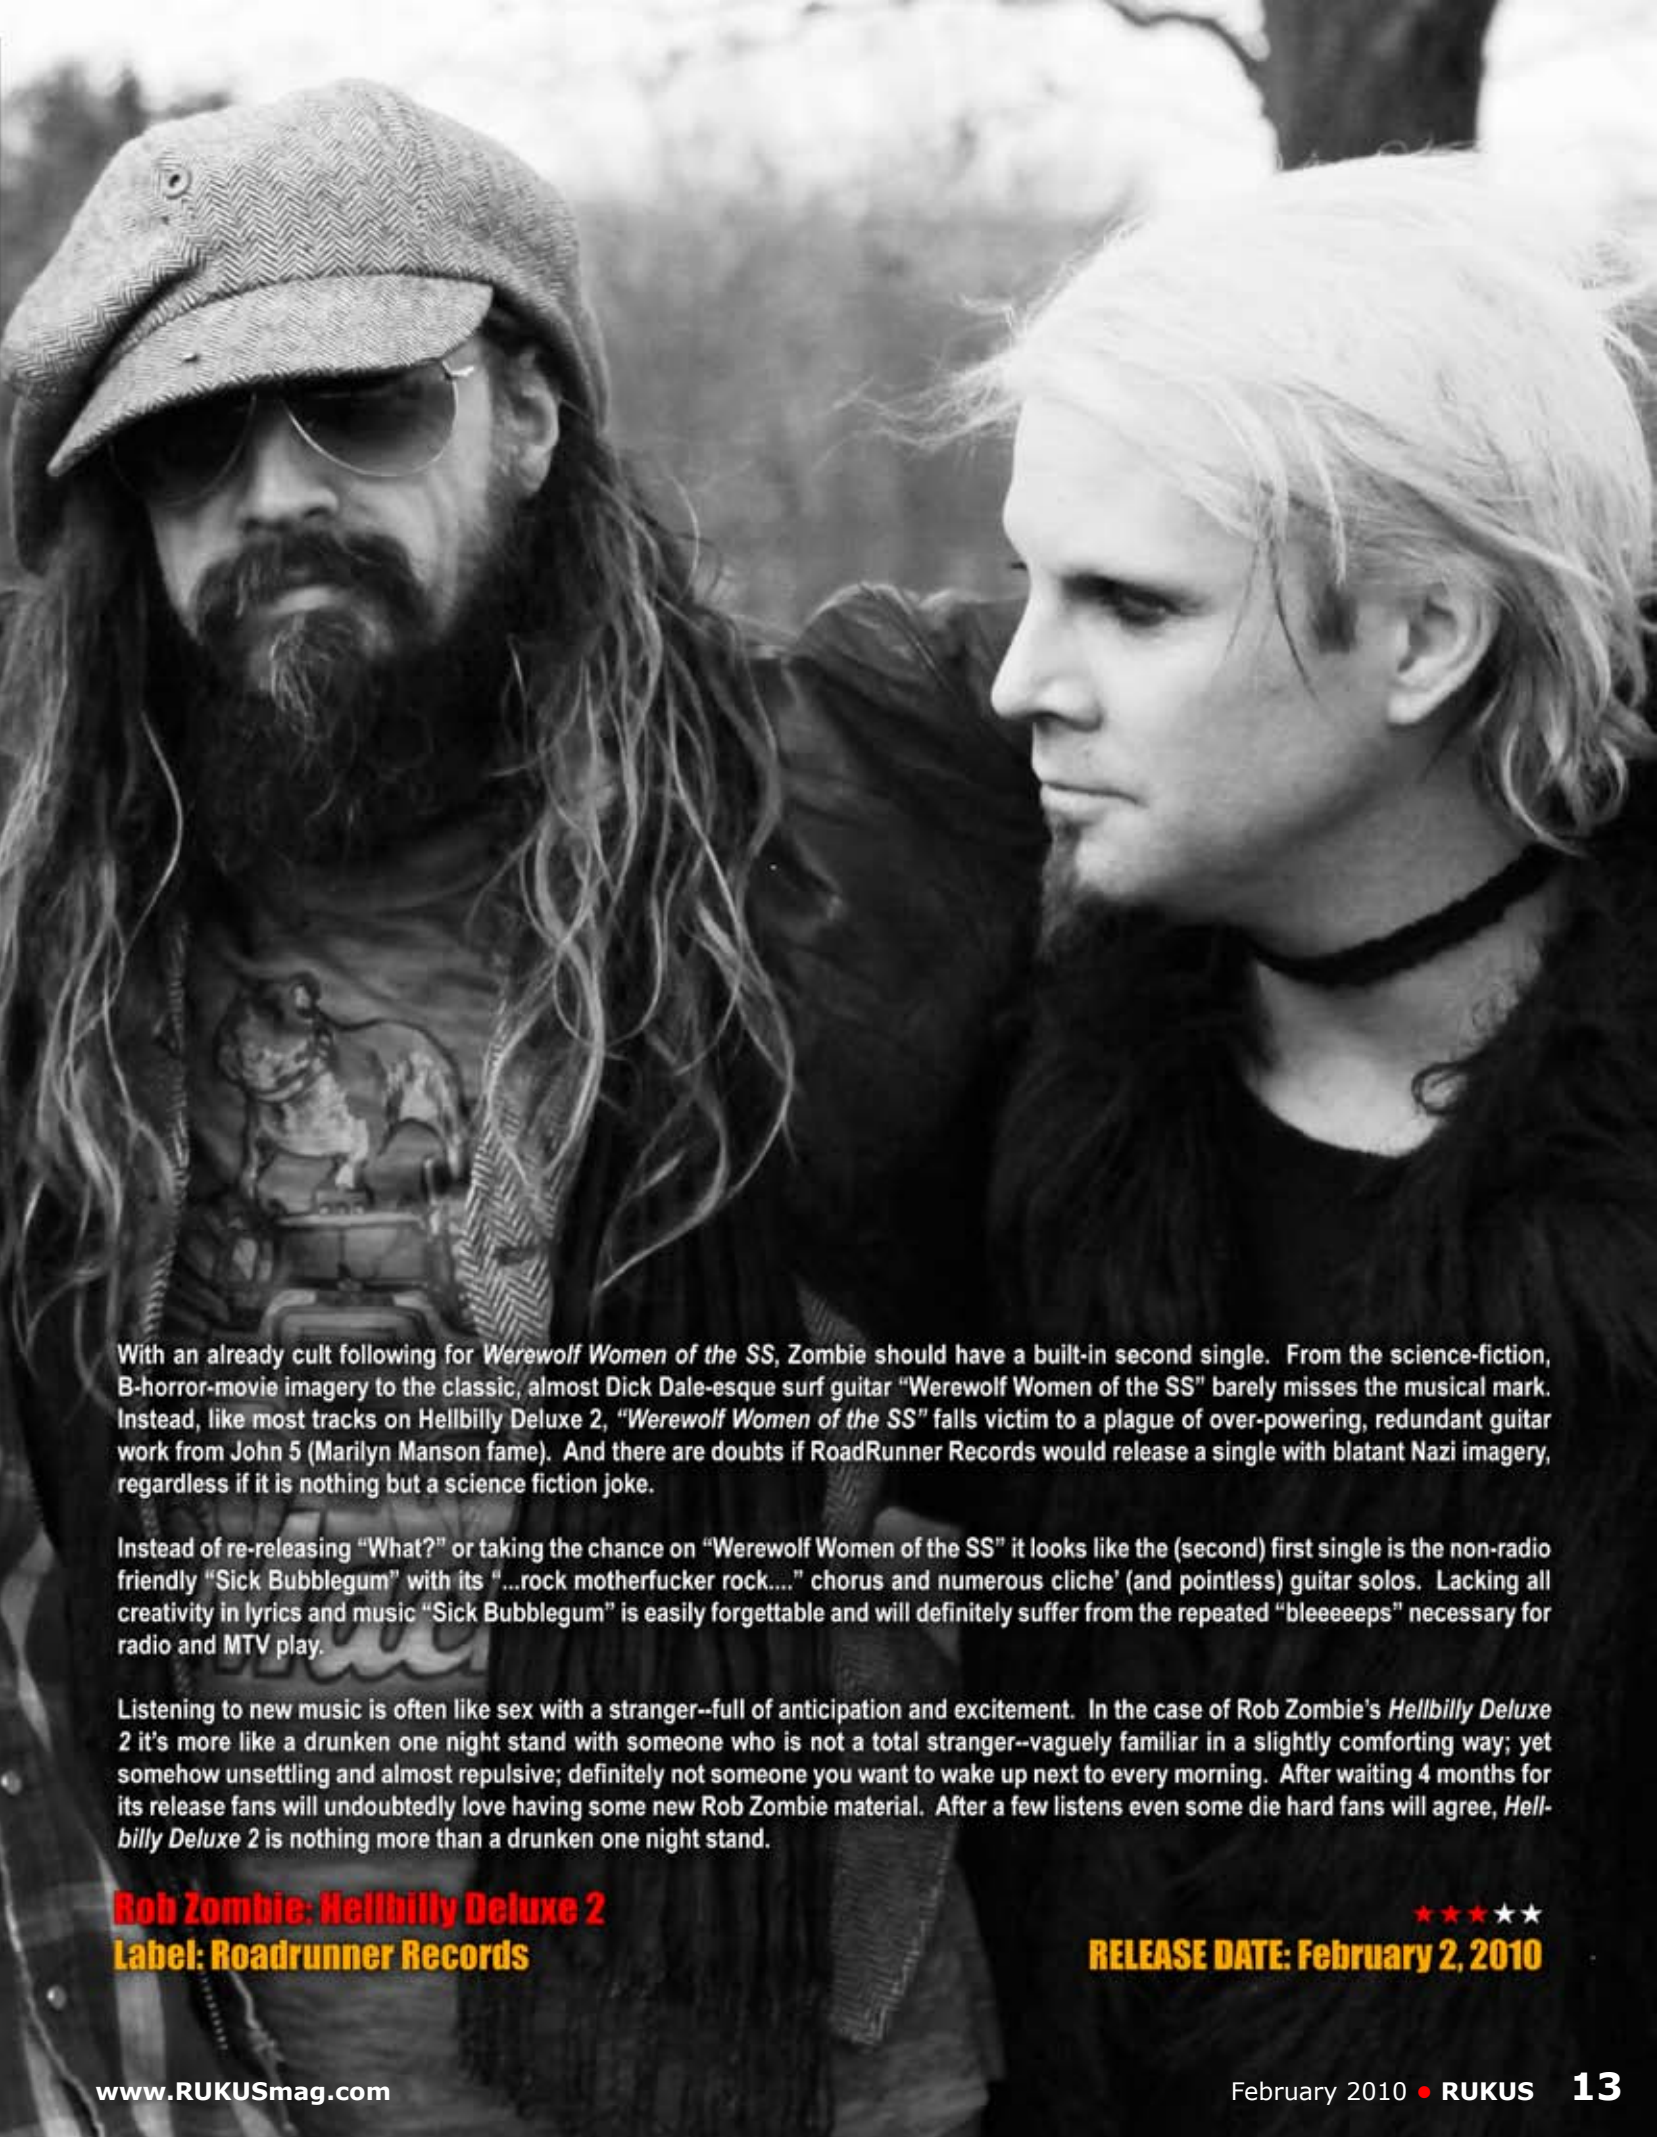 With an already cult following for Werewolf Women of the SS, Zombie should have a built-in second single.  From the science-fiction,
B-horror-movie imagery to the classic, almost Dick Dale-esque surf guitar “Werewolf Women of the SS” barely misses the musical mark.
Instead, like most tracks on Hellbilly Deluxe 2, “Werewolf Women of the SS” falls victim to a plague of over-powering, redundant guitar
work from John 5 (Marilyn Manson fame).  And there are doubts if RoadRunner Records would release a single with blatant Nazi imagery,
regardless if it is nothing but a science fiction joke.

Instead of re-releasing “What?” or taking the chance on “Werewolf Women of the SS” it looks like the (second) first single is the non-radio
friendly “Sick Bubblegum” with its “...rock motherfucker rock....” chorus and numerous cliche' (and pointless) guitar solos.  Lacking all
creativity in lyrics and music “Sick Bubblegum” is easily forgettable and will definitely suffer from the repeated “bleeeeeps” necessary for
radio and MTV play.

Listening to new music is often like sex with a stranger--full of anticipation and excitement.  In the case of Rob Zombie's Hellbilly Deluxe
2 it's more like a drunken one night stand with someone who is not a total stranger--vaguely familiar in a slightly comforting way; yet
somehow unsettling and almost repulsive; definitely not someone you want to wake up next to every morning.  After waiting 4 months for
its release fans will undoubtedly love having some new Rob Zombie material.  After a few listens even some die hard fans will agree, Hell-
billy Deluxe 2 is nothing more than a drunken one night stand.

Rob Zombie: Hellbilly Deluxe 2
★★★★★
Label: Roadrunner Records
RELEASE DATE: February 2, 2010
www.RUKUSmag.com
February 2010 • RUKUS 13